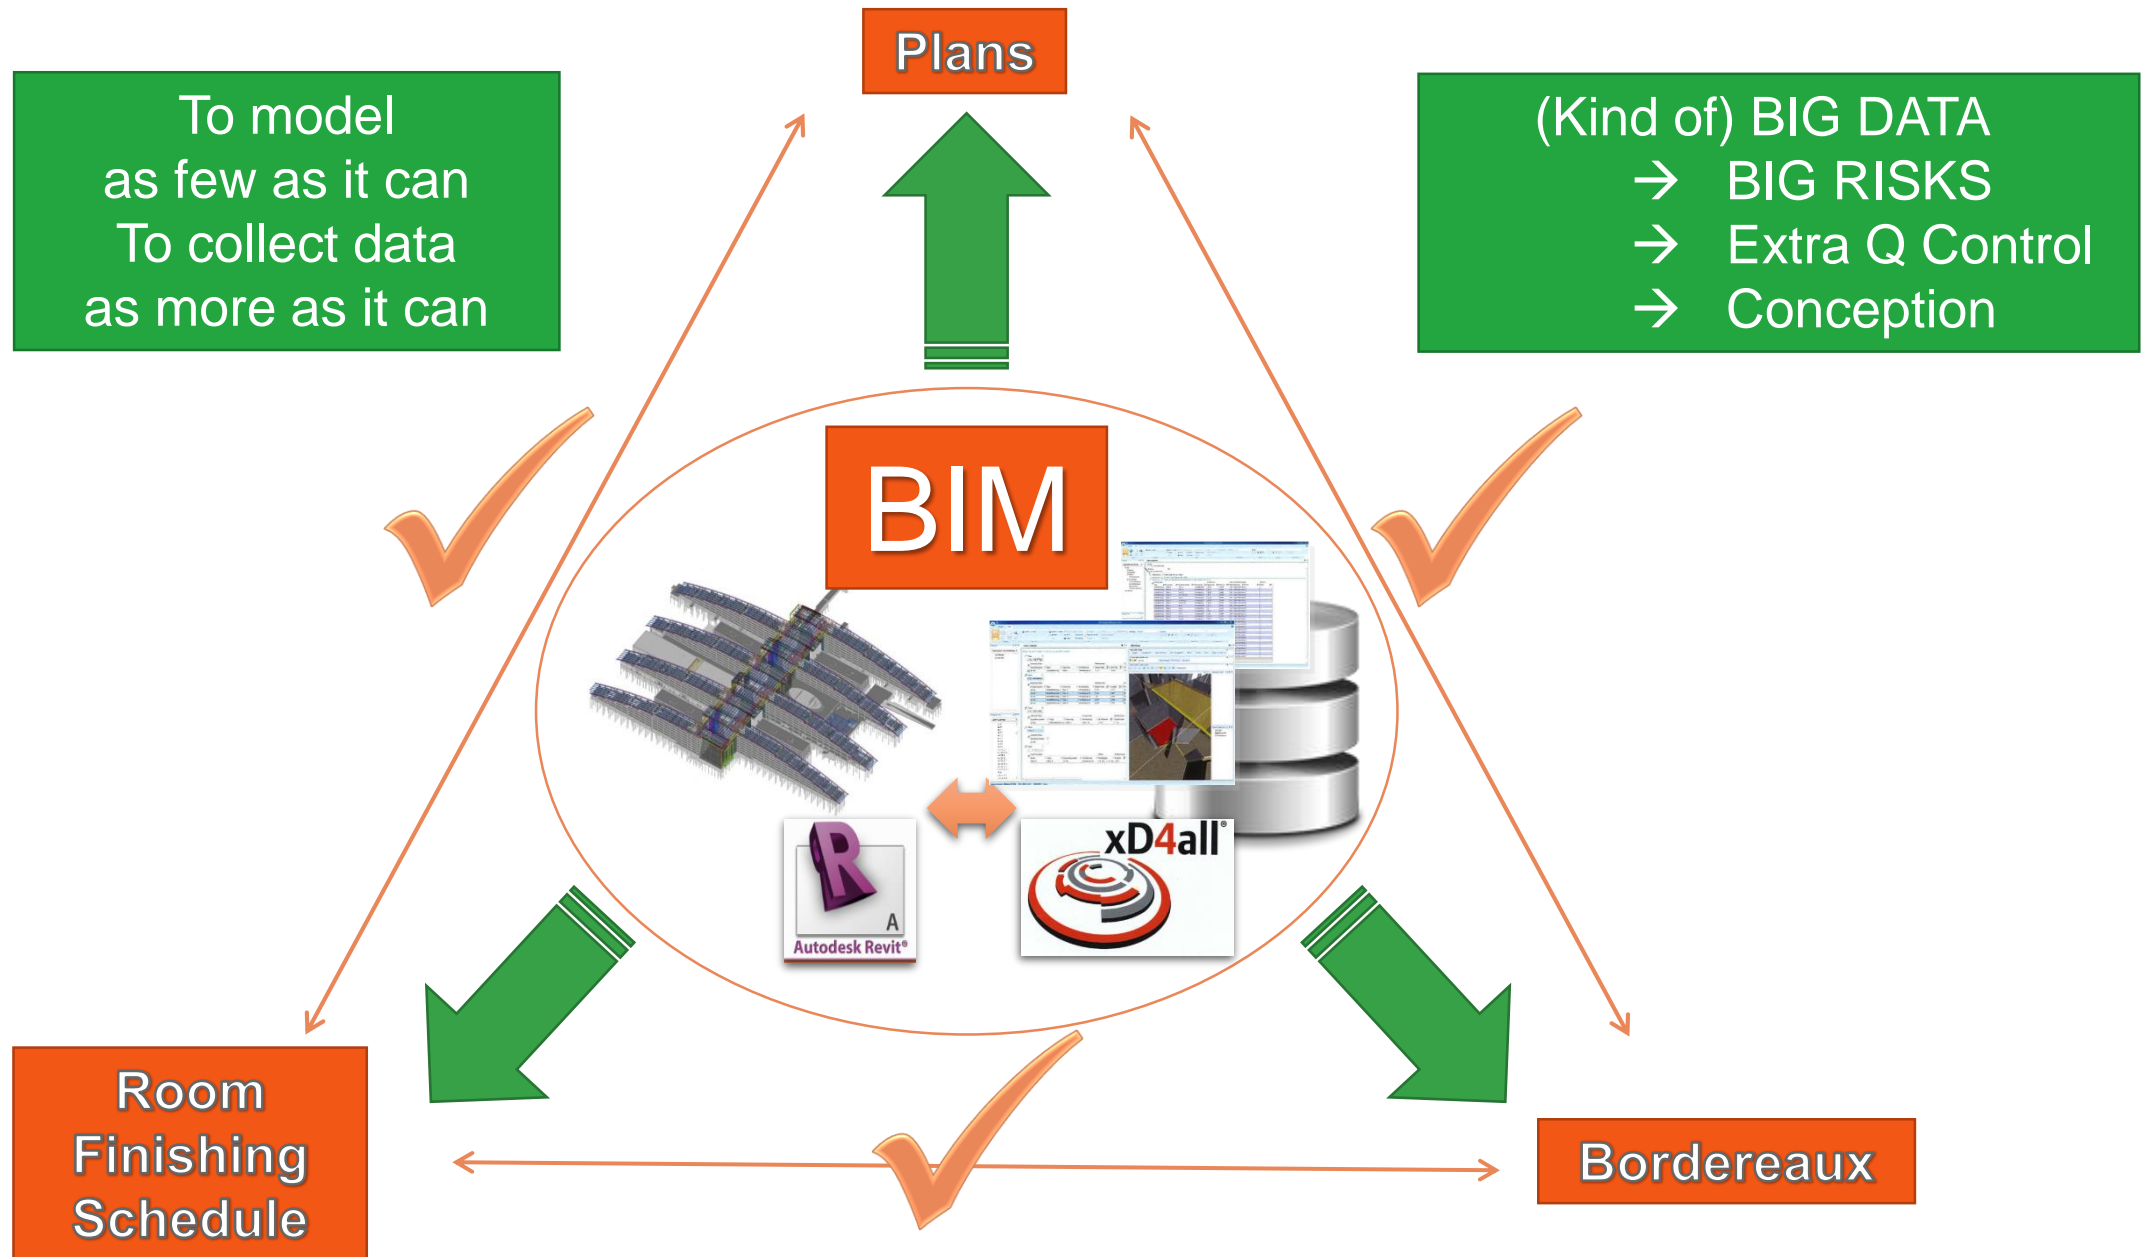 Plans
To model
as few as it can
To collect data
as more as it can
(Kind of) BIG DATA
→ BIG RISKS
→ Extra Q Control
→ Conception
BIM
R
A
Autodesk Revit®
xD4all®
Room
Finishing
Schedule
Bordereaux